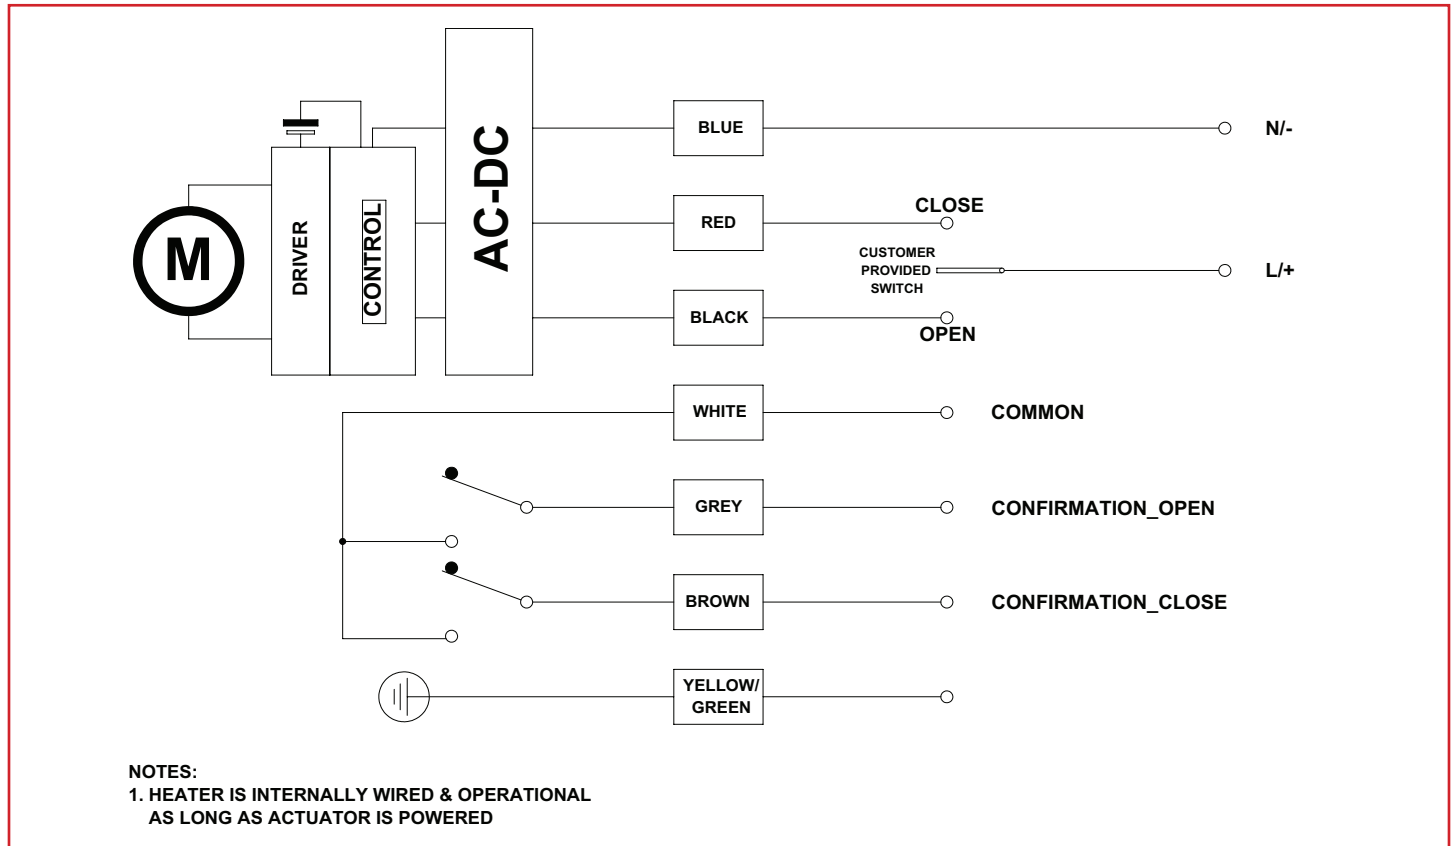 BLUE
N/-
AC-DC
RED
CLOSE
DRIVER
CONTROL
M
CUSTOMER
PROVIDED
SWITCH
L/+
BLACK
OPEN
WHITE
COMMON
GREY
CONFIRMATION_OPEN
BROWN
CONFIRMATION_CLOSE
YELLOW/
GREEN
NOTES:
1. HEATER IS INTERNALLY WIRED & OPERATIONAL
AS LONG AS ACTUATOR IS POWERED